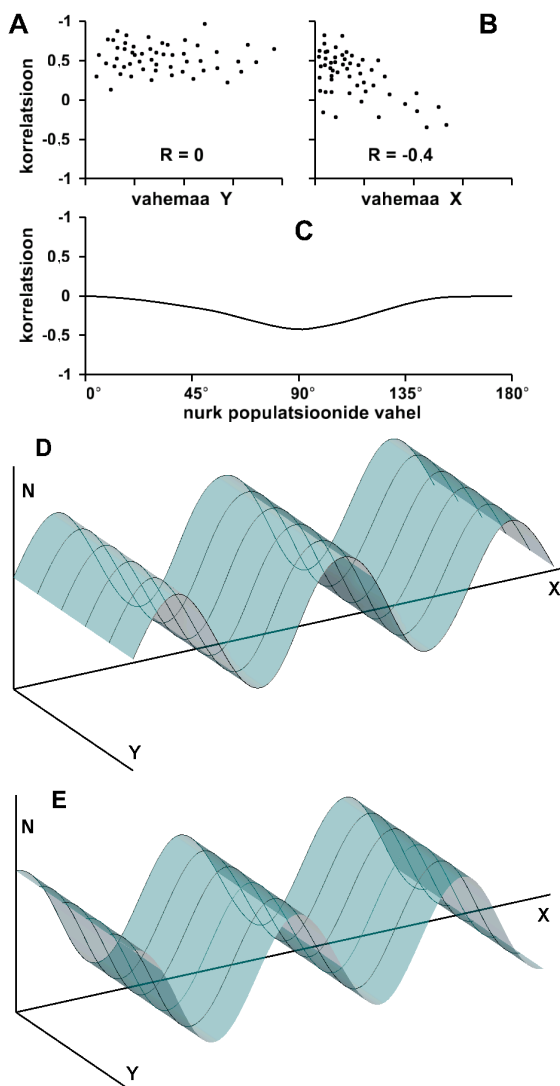 A
B
korrelatsioon
-1
0,5
0
-0,5
-1
R = 0
R = -0,4
vahemaa Y
vahemaa X
C
korrelatsioon
-1
0,5
0
-0,5
-1
0° 45° 90° 135° 180°
nurk populatsioonide vahel
D
N
X
Y
E
N
X
Y